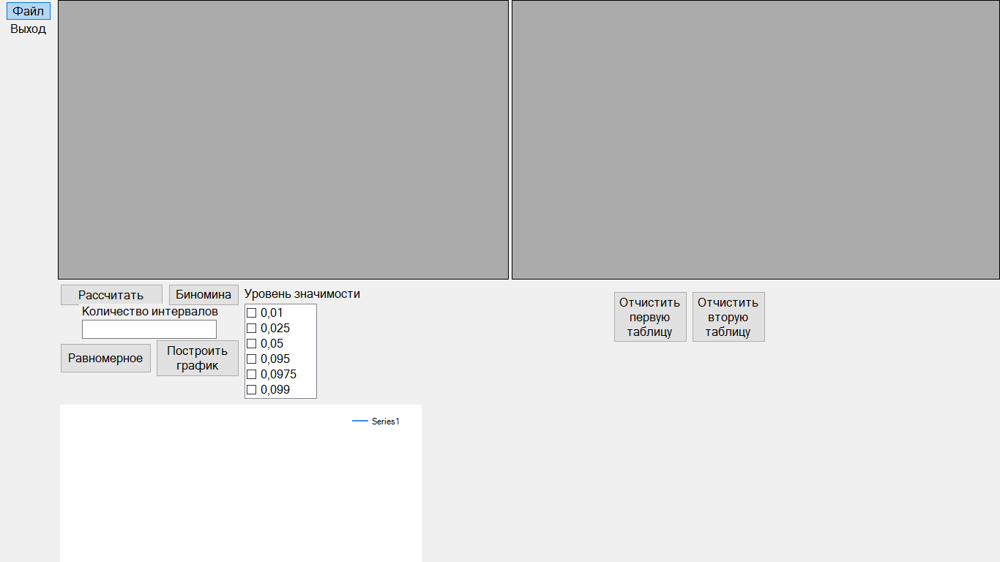 Файл
Выход
Рассчитать
Биномина
Уровень значимости
Количество интервалов
0,01
0,025
0,05
0,095
0,0975
0,099
Равномерное
Построить
график
Отчистить
первую
таблицу
Отчистить
вторую
таблицу
Series1